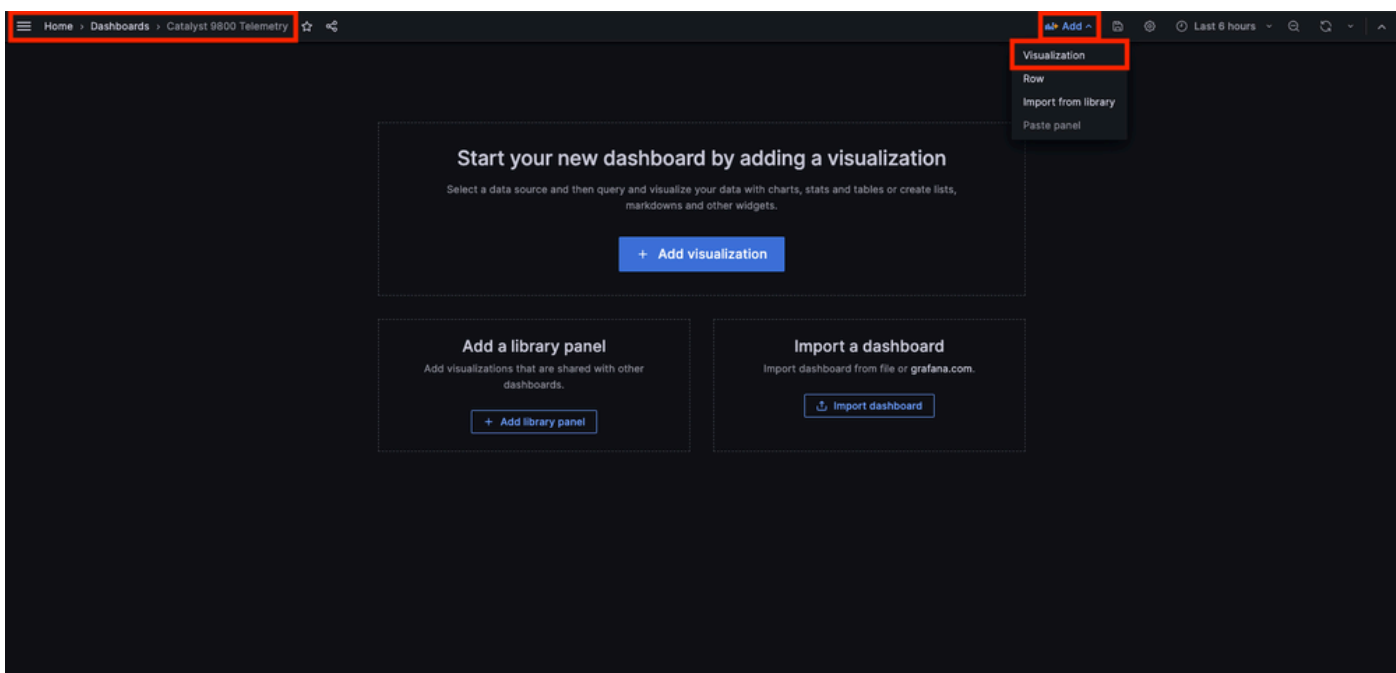 Home › Dashboards › Catalyst 9800 Telemetry
Add
Last 6 hours
Visualization
Row
Import from library
Paste panel
Start your new dashboard by adding a visualization
Select a data source and then query and visualize your data with charts, stats and tables or create lists,
markdowns and other widgets.
+ Add visualization
Add a library panel
Add visualizations that are shared with other
dashboards.
+ Add library panel
Import a dashboard
Import dashboard from file or grafana.com.
Import dashboard